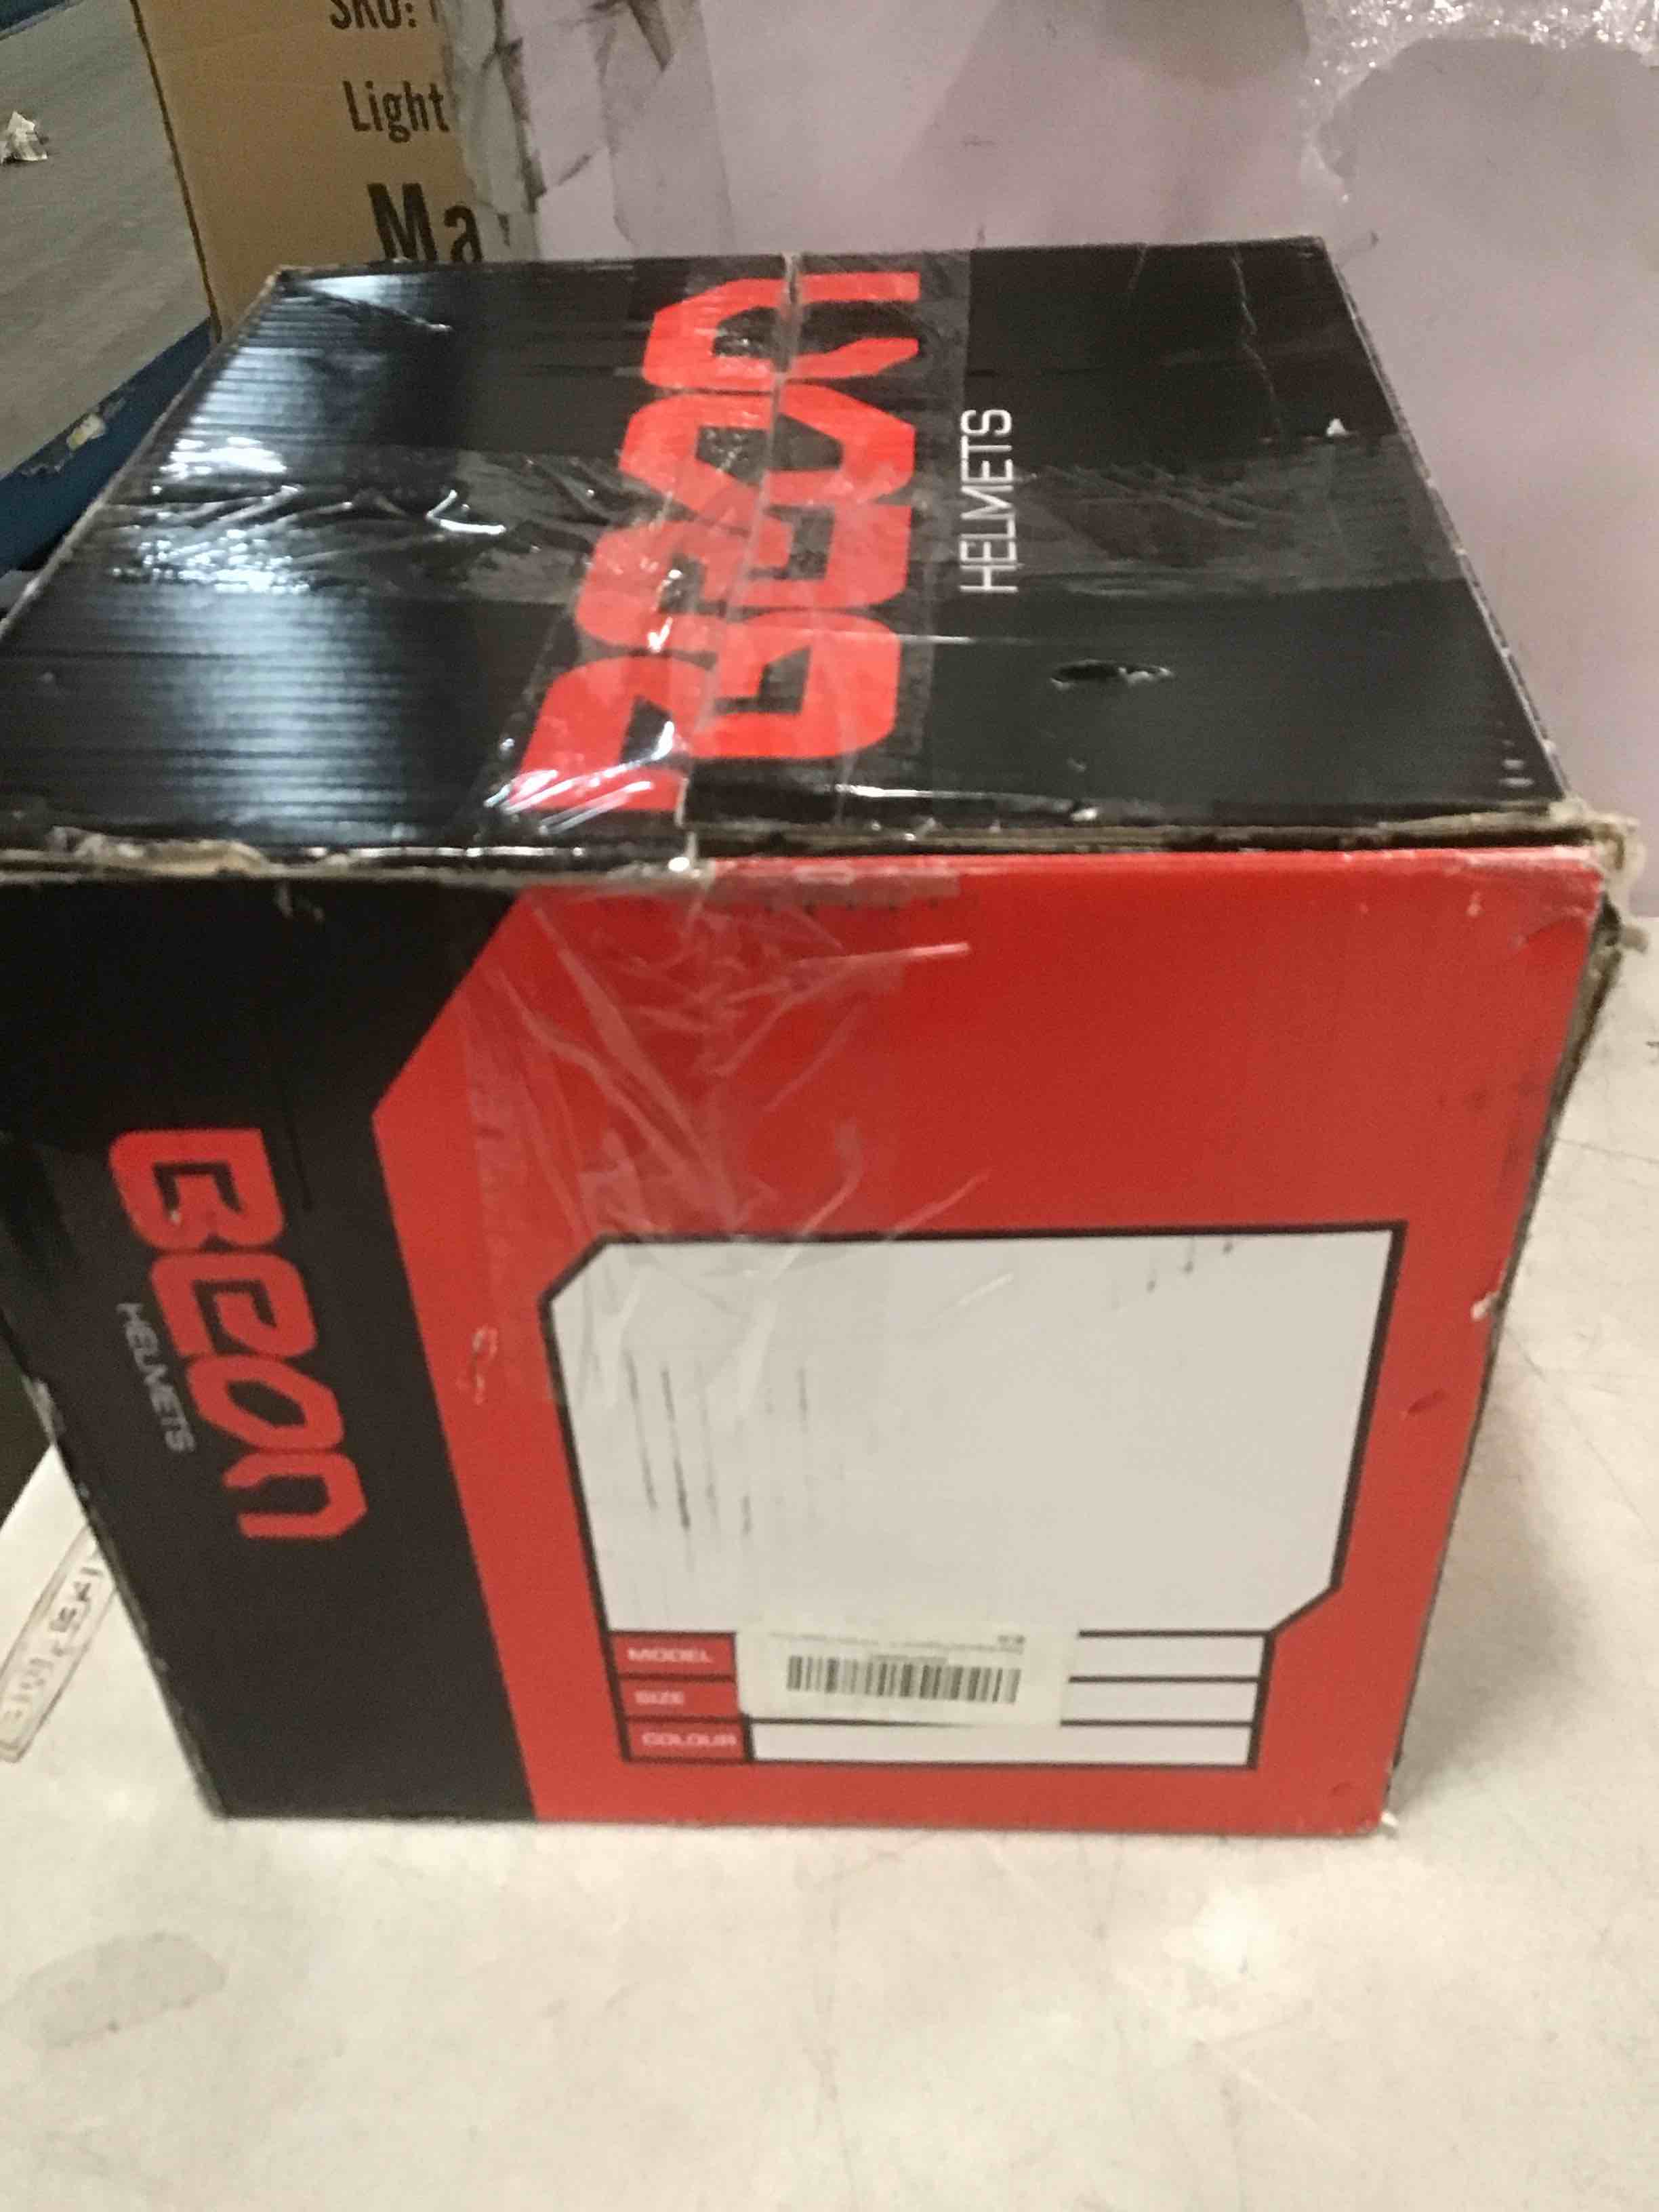 SKU:
Light
Ma
Beon
HELMETS
Beon
HELMETS
MODEL
SIZE
COLOUR